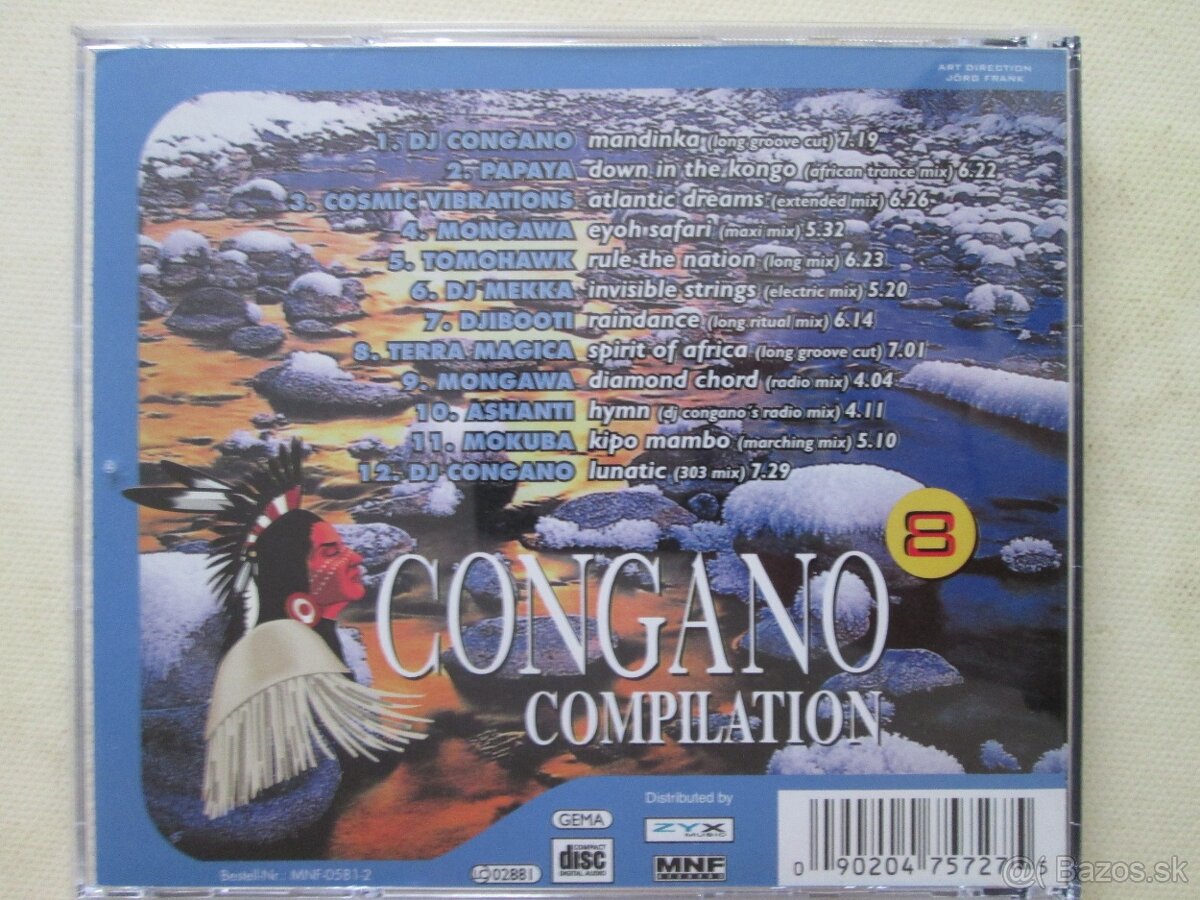 ART DIRECTION
JÖRG FRANK
1. DJ CONGANO mandinka (long groove cut) 7.19
2. PAPAYA down in the kongo (african trance mix) 6.22
3. COSMIC VIBRATIONS atlantic dreams (extended mix) 6.26
4. MONGAWA eyoh safari (maxi mix) 5.32
5. TOMOHAWK rule the nation (long mix) 6.23
6. DJ MEKKA invisible strings (electric mix) 5.20
7. DJIBOOTI raindance (long ritual mix) 6.14
8. TERRA MAGICA spirit of africa (long groove cut) 7.01
9. MONGAWA diamond chord (radio mix) 4.04
10. ASHANTI hymn (dj congano's radio mix) 4.11
11. MOKUBA kipo mambo (marching mix) 5.10
12. DJ CONGANO lunatic (303 mix) 7.29
8
CONGANO
COMPILATION
Distributed by
GEMA
ZYX
MUSIC
COMPACT
disc
DIGITAL AUDIO
MNF
LC 02881
Bestell-Nr.: MNF-0581-2
0 90204 75727 6
Bazos.sk